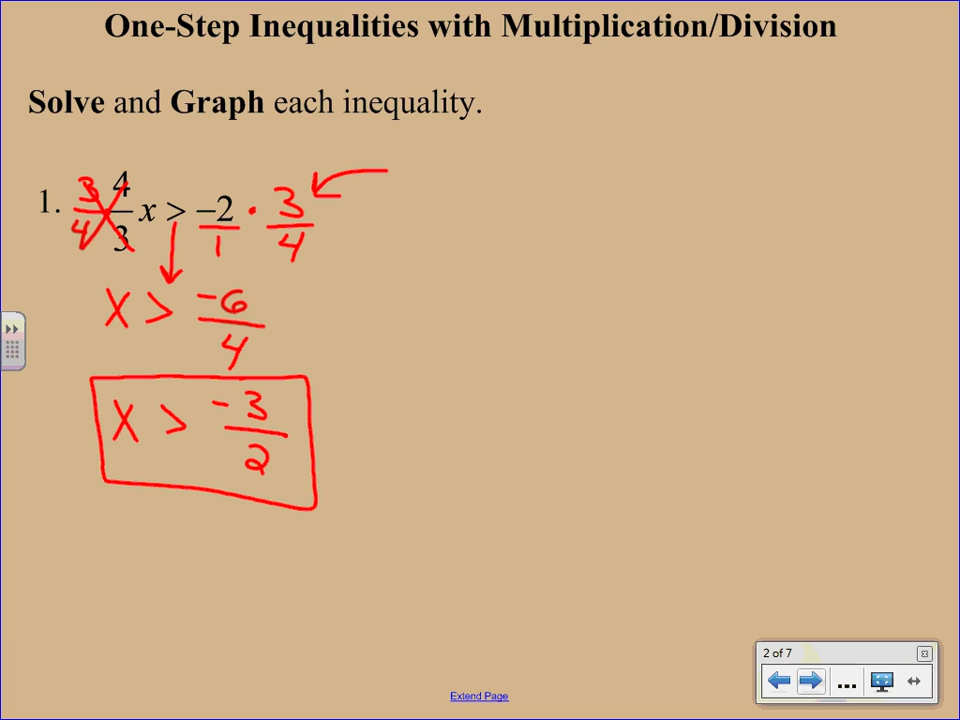 One-Step Inequalities with Multiplication/Division
Solve and Graph each inequality.
1. 3/4 4/3 x > -2/1 · 3/4
x > -6/4
x > -3/2
2 of 7
...
Extend Page